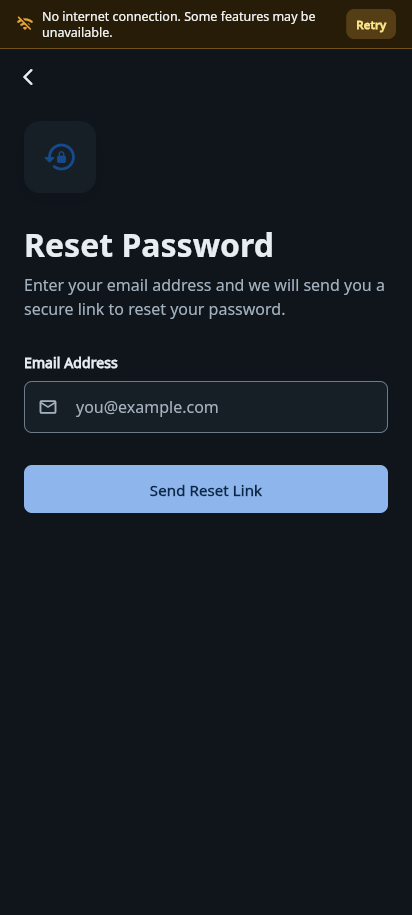 No internet connection. Some features may be
unavailable.
Retry
Reset Password
Enter your email address and we will send you a
secure link to reset your password.
Email Address
you@example.com
Send Reset Link